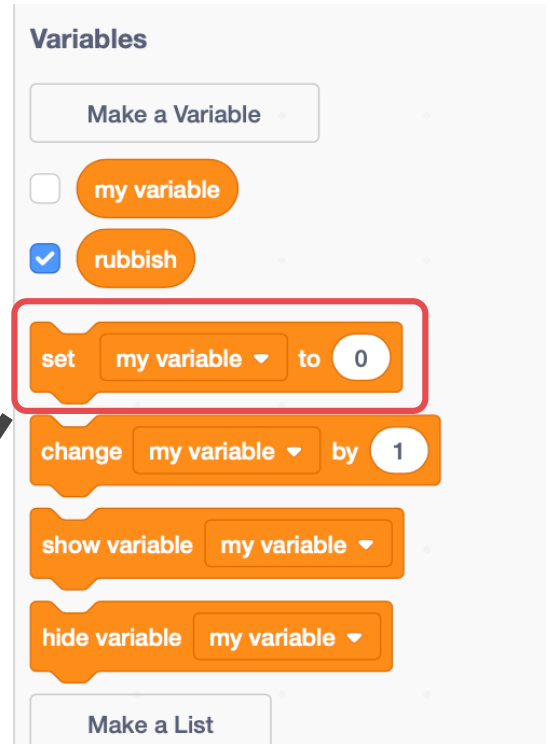 Variables
Make a Variable
my variable
rubbish
set my variable to 0
change my variable by 1
show variable my variable
hide variable my variable
Make a List